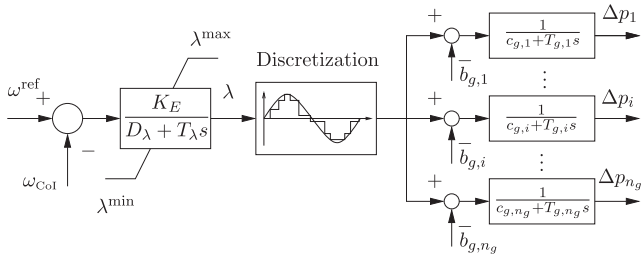 ω^ref
+
−
ω_CoI
K_E
D_λ + T_λ s
λ^max
λ^min
λ
Discretization
+
b̅_{g,1}
1
c_{g,1}+T_{g,1}s
Δp_1
⋮
+
b̅_{g,i}
1
c_{g,i}+T_{g,i}s
Δp_i
⋮
+
b̅_{g,n_g}
1
c_{g,n_g}+T_{g,n_g}s
Δp_{n_g}